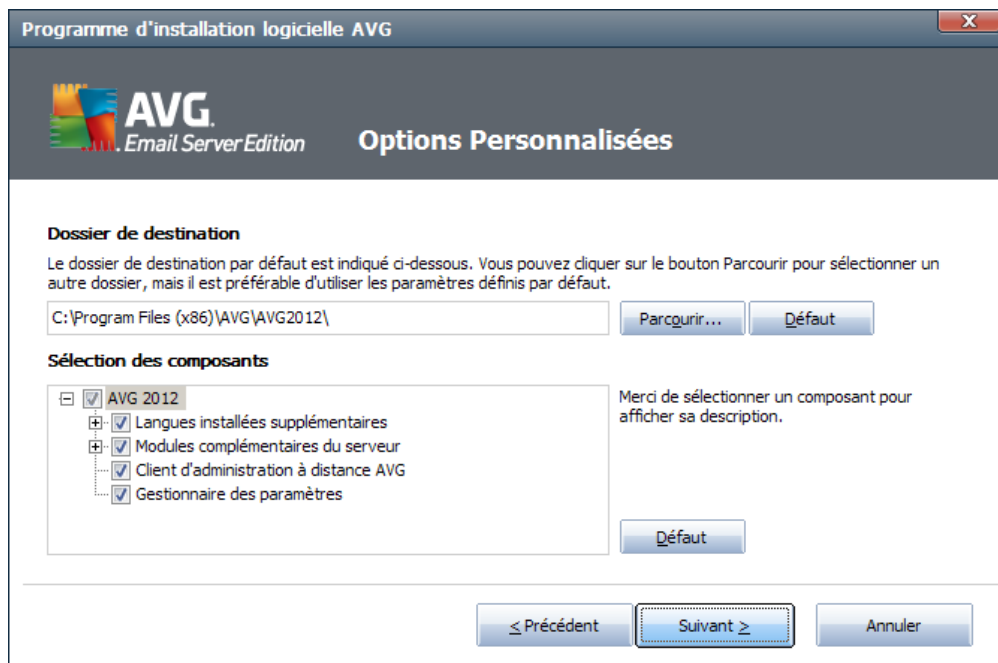 Programme d'installation logicielle AVG
X
AVG.
Email Server Edition
Options Personnalisées
Dossier de destination
Le dossier de destination par défaut est indiqué ci-dessous. Vous pouvez cliquer sur le bouton Parcourir pour sélectionner un
autre dossier, mais il est préférable d'utiliser les paramètres définis par défaut.
C:\Program Files (x86)\AVG\AVG2012\
Parcourir...
Défaut
Sélection des composants
AVG 2012
Langues installées supplémentaires
Modules complémentaires du serveur
Client d'administration à distance AVG
Gestionnaire des paramètres
Merci de sélectionner un composant pour
afficher sa description.
Défaut
< Précédent
Suivant >
Annuler